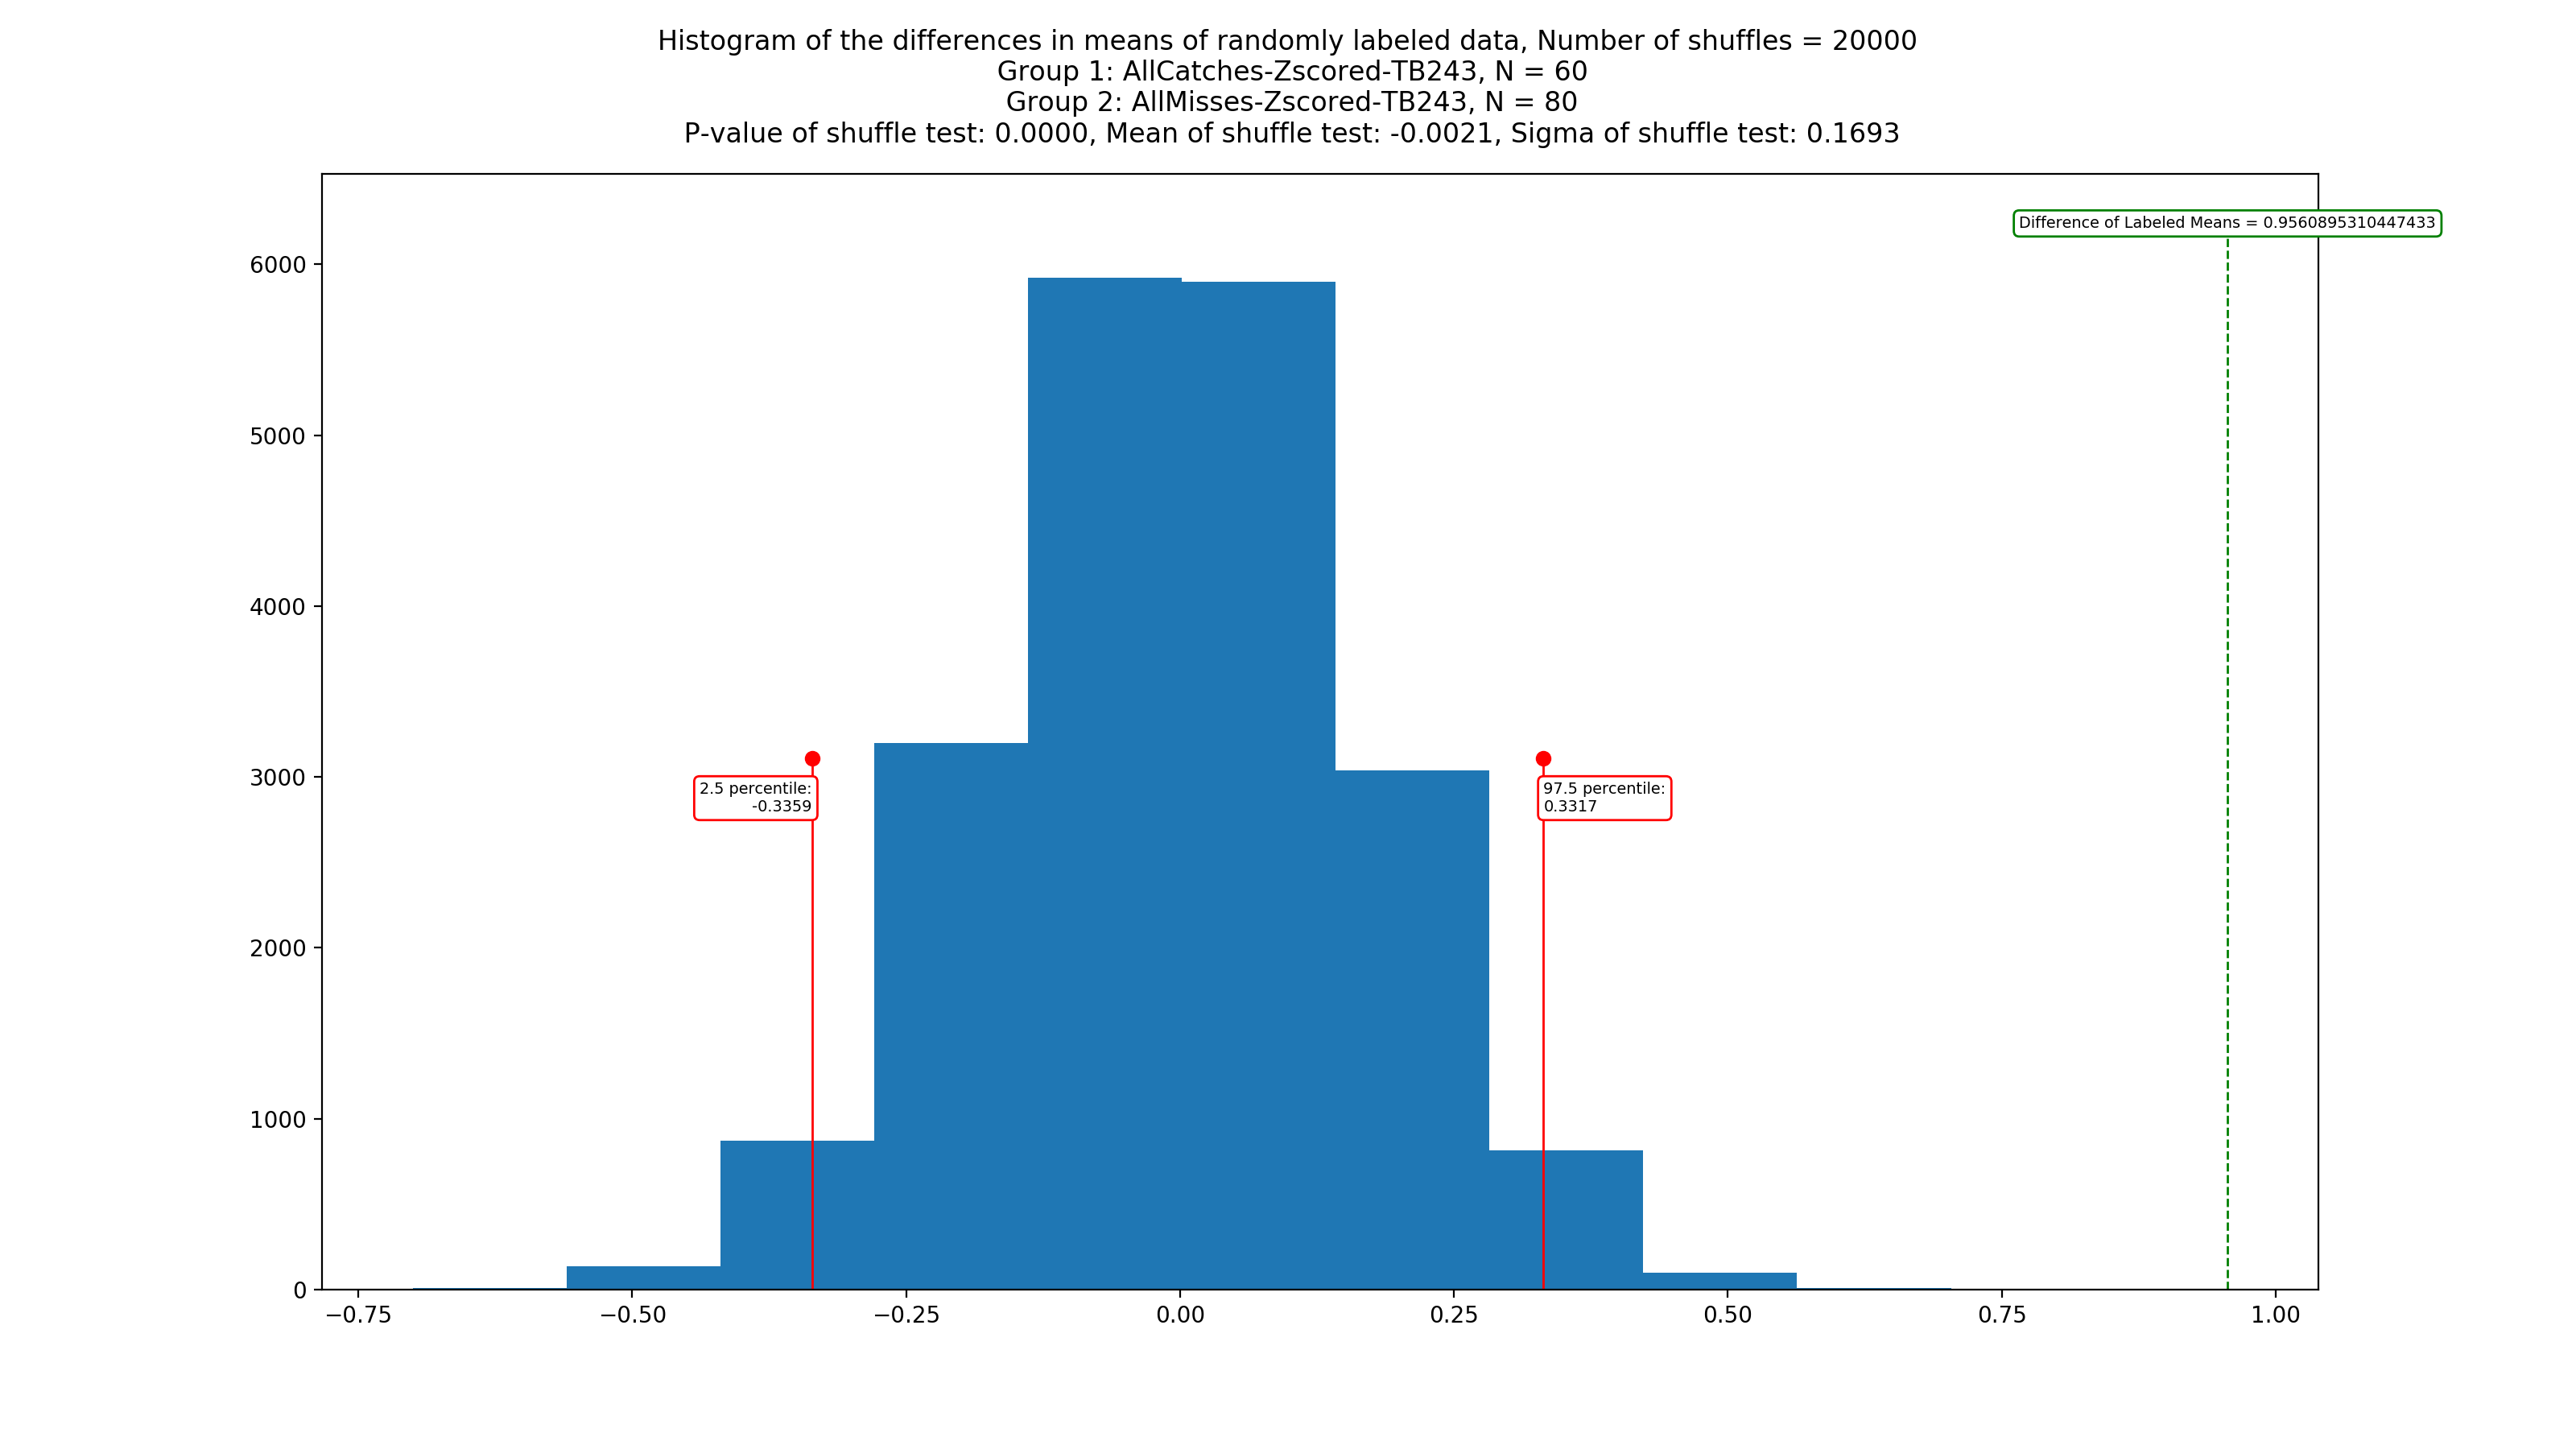 Histogram of the differences in means of randomly labeled data, Number of shuffles = 20000
Group 1: AllCatches-Zscored-TB243, N = 60
Group 2: AllMisses-Zscored-TB243, N = 80
P-value of shuffle test: 0.0000, Mean of shuffle test: -0.0021, Sigma of shuffle test: 0.1693
Difference of Labeled Means = 0.9560895310447433
6000
5000
4000
3000
2000
1000
0
2.5 percentile:
-0.3359
97.5 percentile:
0.3317
−0.75 −0.50 −0.25 0.00 0.25 0.50 0.75 1.00